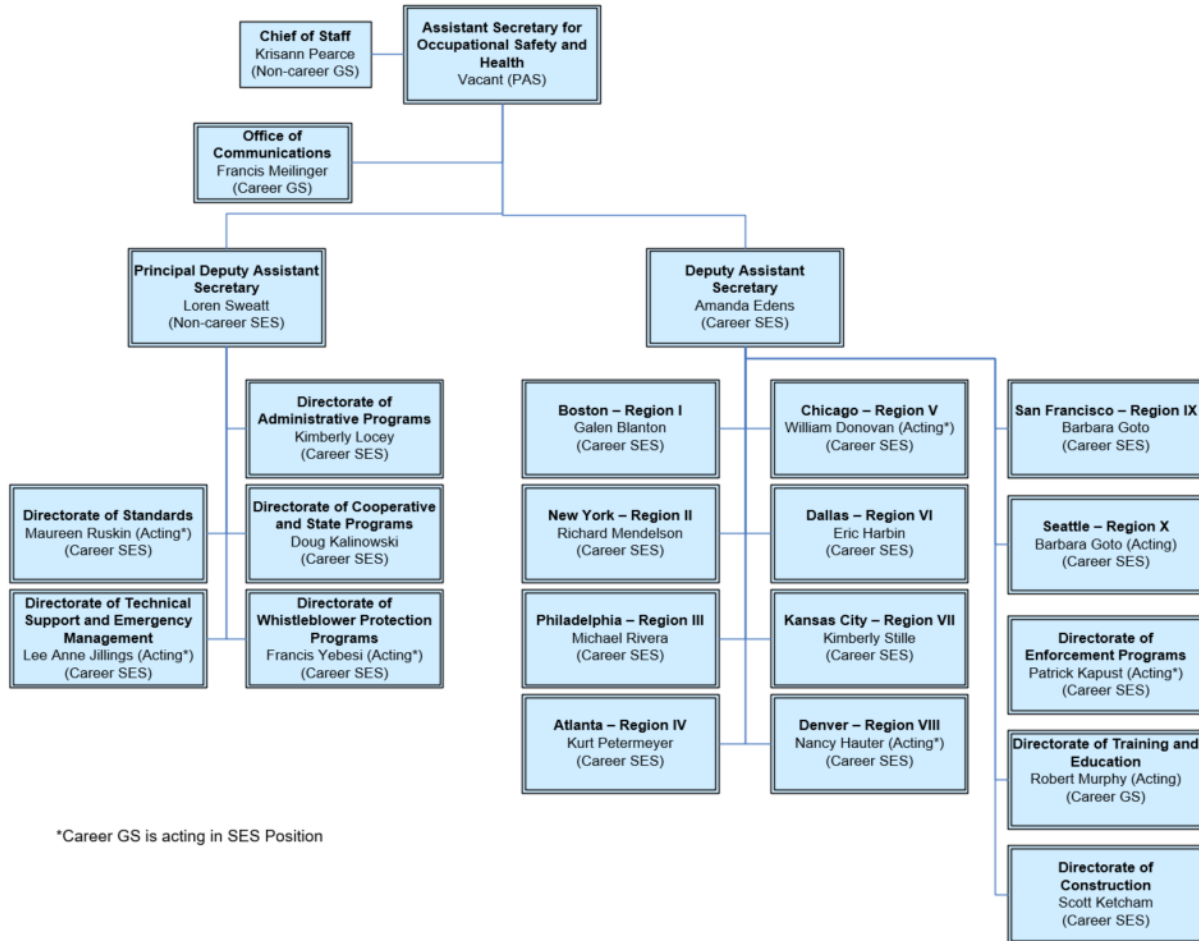 Chief of Staff
Krisann Pearce
(Non-career GS)
Assistant Secretary for
Occupational Safety and
Health
Vacant (PAS)
Office of
Communications
Francis Meilinger
(Career GS)
Principal Deputy Assistant
Secretary
Loren Sweatt
(Non-career SES)
Deputy Assistant
Secretary
Amanda Edens
(Career SES)
Directorate of
Administrative Programs
Kimberly Locey
(Career SES)
Directorate of Standards
Maureen Ruskin (Acting*)
(Career SES)
Directorate of Cooperative
and State Programs
Doug Kalinowski
(Career SES)
Directorate of Technical
Support and Emergency
Management
Lee Anne Jillings (Acting*)
(Career SES)
Directorate of
Whistleblower Protection
Programs
Francis Yebesi (Acting*)
(Career SES)
Boston – Region I
Galen Blanton
(Career SES)
Chicago – Region V
William Donovan (Acting*)
(Career SES)
San Francisco – Region IX
Barbara Goto
(Career SES)
New York – Region II
Richard Mendelson
(Career SES)
Dallas – Region VI
Eric Harbin
(Career SES)
Seattle – Region X
Barbara Goto (Acting)
(Career SES)
Philadelphia – Region III
Michael Rivera
(Career SES)
Kansas City – Region VII
Kimberly Stille
(Career SES)
Directorate of
Enforcement Programs
Patrick Kapust (Acting*)
(Career SES)
Atlanta – Region IV
Kurt Petermeyer
(Career SES)
Denver – Region VIII
Nancy Hauter (Acting*)
(Career SES)
Directorate of Training and
Education
Robert Murphy (Acting)
(Career GS)
Directorate of
Construction
Scott Ketcham
(Career SES)
*Career GS is acting in SES Position